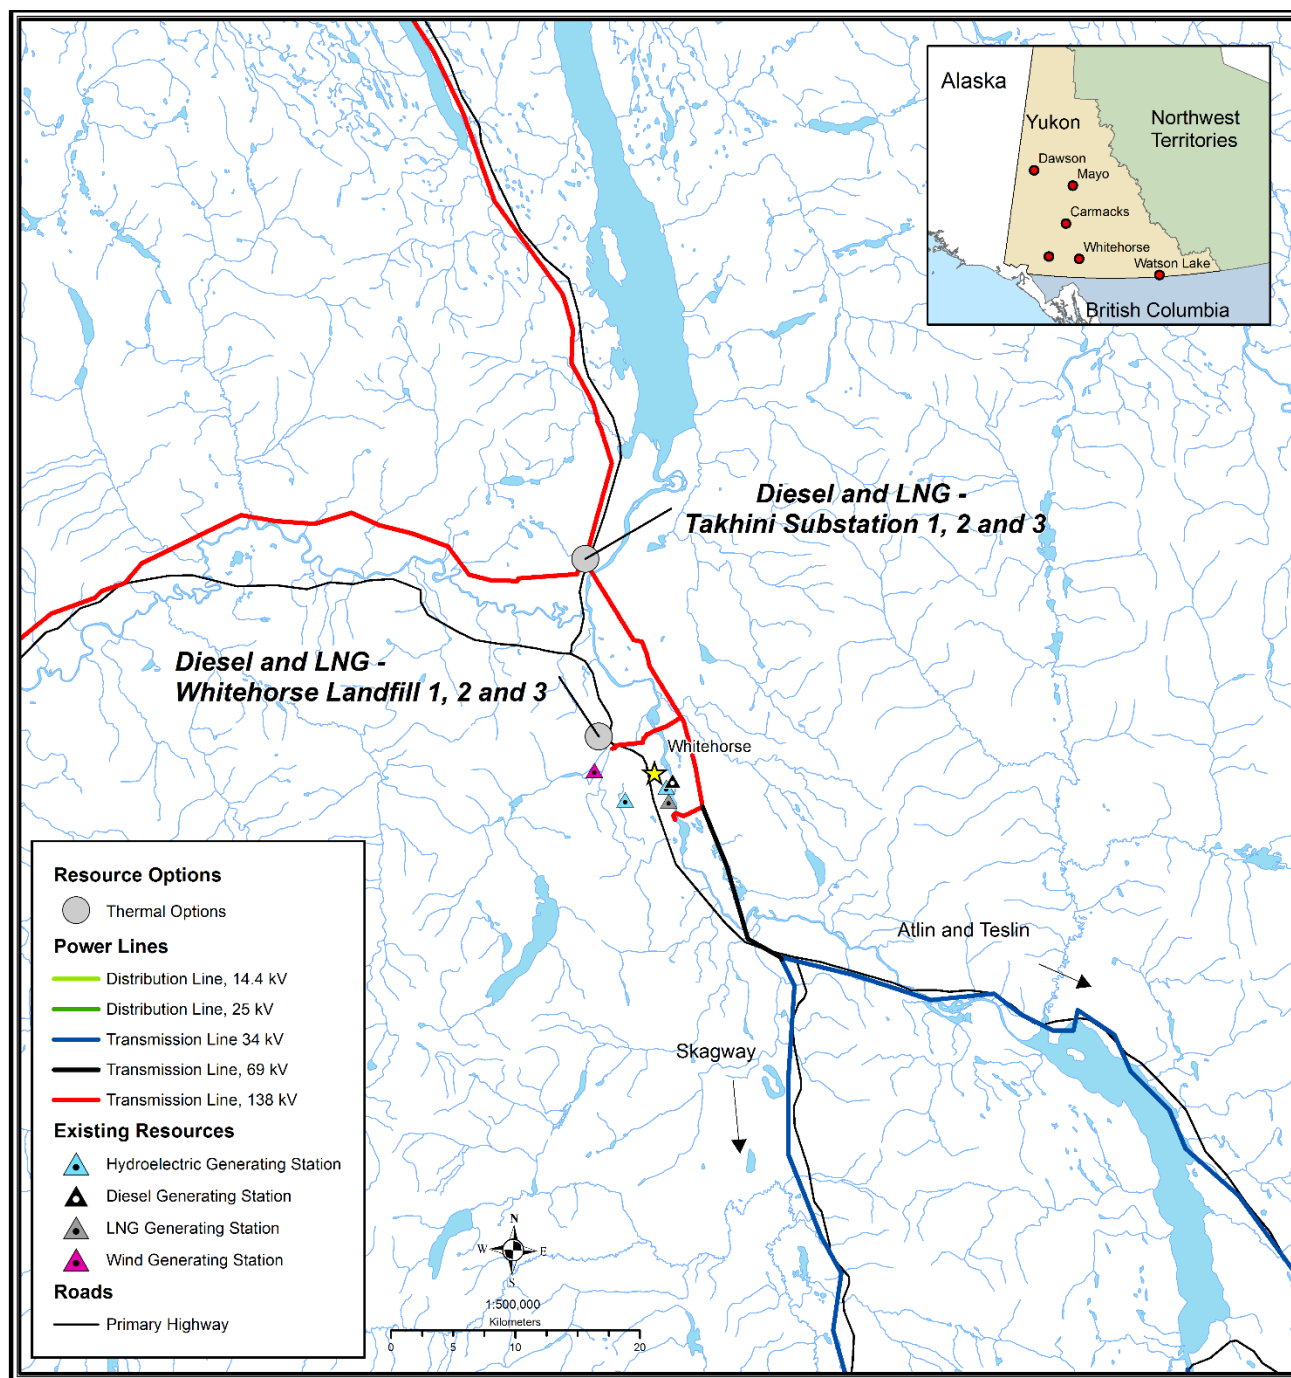 Alaska
Yukon
Northwest
Territories
Dawson
Mayo
Carmacks
Whitehorse
Watson Lake
British Columbia
Diesel and LNG -
Takhini Substation 1, 2 and 3
Diesel and LNG -
Whitehorse Landfill 1, 2 and 3
Whitehorse
Atlin and Teslin
Skagway
Resource Options
Thermal Options
Power Lines
Distribution Line, 14.4 kV
Distribution Line, 25 kV
Transmission Line 34 kV
Transmission Line, 69 kV
Transmission Line, 138 kV
Existing Resources
Hydroelectric Generating Station
Diesel Generating Station
LNG Generating Station
Wind Generating Station
Roads
Primary Highway
N
W E
S
1:500,000
Kilometers
0 5 10 20